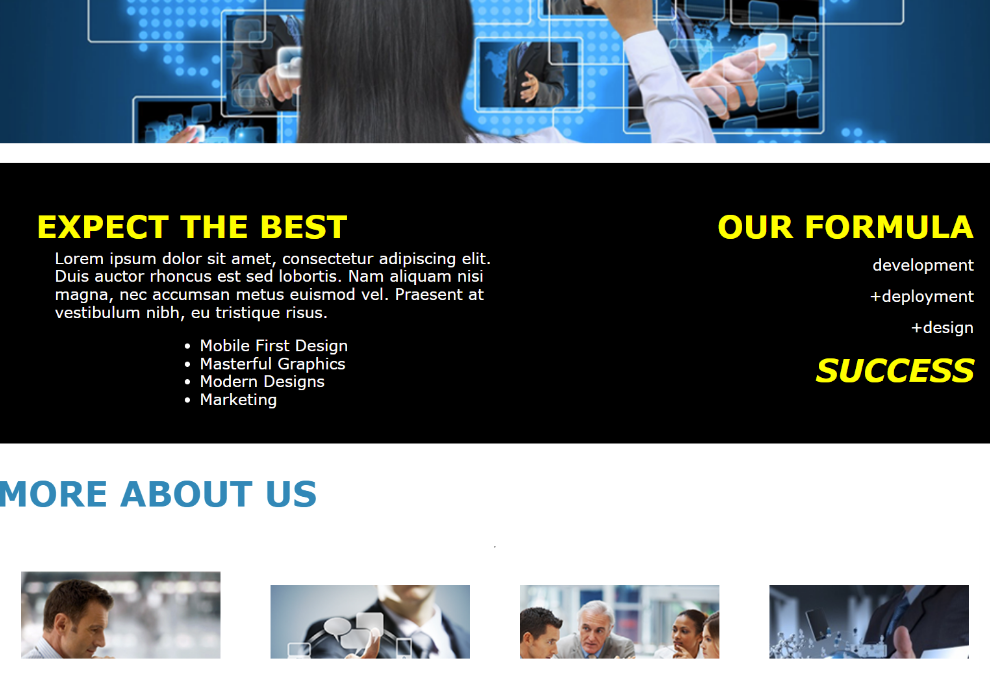 EXPECT THE BEST
Lorem ipsum dolor sit amet, consectetur adipiscing elit.
Duis auctor rhoncus est sed lobortis. Nam aliquam nisi
magna, nec accumsan metus euismod vel. Praesent at
vestibulum nibh, eu tristique risus.
• Mobile First Design
• Masterful Graphics
• Modern Designs
• Marketing
OUR FORMULA
development
+deployment
+design
SUCCESS
MORE ABOUT US